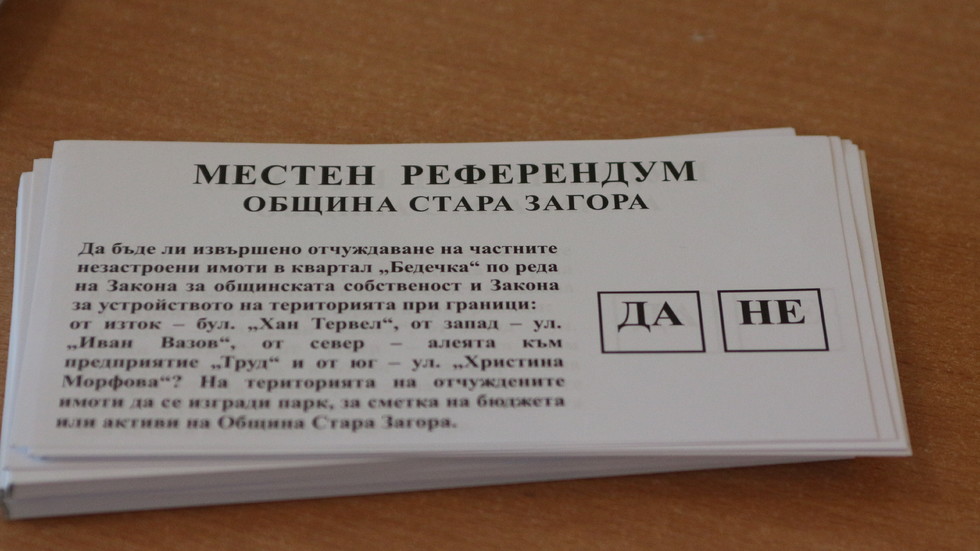 МЕСТЕН РЕФЕРЕНДУМ
ОБЩИНА СТАРА ЗАГОРА
Да бъде ли извършено отчуждаване на частните
незастроени имоти в квартал „Бедечка“ по реда
на Закона за общинската собственост и Закона
за устройството на територията при граници:
от изток – бул. „Хан Тервел“, от запад – ул.
„Иван Вазов“, от север – алеята към
предприятие „Труд“ и от юг – ул. „Христина
Морфова“? На територията на отчуждените
имоти да се изгради парк, за сметка на бюджета
или активи на Община Стара Загора.
ДА НЕ